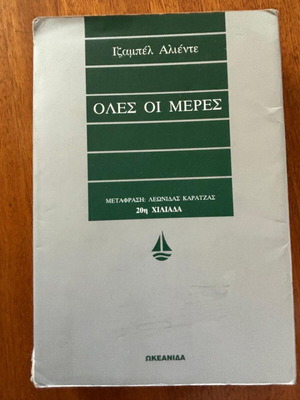 Ιζαμπέλ Αλιέντε
ΟΛΕΣ ΟΙ ΜΕΡΕΣ
ΜΕΤΑΦΡΑΣΗ: ΛΕΩΝΙΔΑΣ ΚΑΡΑΤΖΑΣ
20η ΧΙΛΙΑΔΑ
ΩΚΕΑΝΙΔΑ